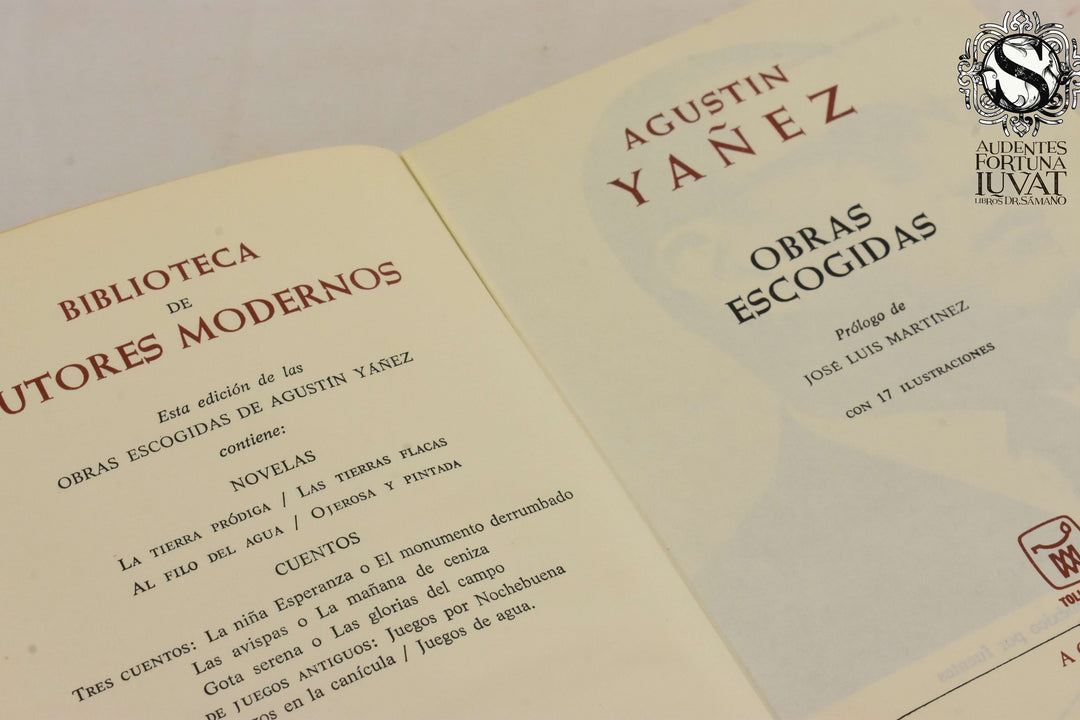 BIBLIOTECA
DE
UTORES MODERNOS
Esta edición de las
OBRAS ESCOGIDAS DE AGUSTÍN YÁÑEZ
contiene:
NOVELAS
LA TIERRA PRÓDIGA / LAS TIERRAS FLACAS
AL FILO DEL AGUA / OJEROSA Y PINTADA
CUENTOS
TRES CUENTOS: La niña Esperanza o El monumento derrumbado
Las avispas o La mañana de ceniza
Gota serena o Las glorias del campo
DE JUEGOS ANTIGUOS: Juegos por Nochebuena
en la canícula / Juegos de agua.
AGUSTIN
YAÑEZ
OBRAS
ESCOGIDAS
Prólogo de
JOSÉ LUIS MARTINEZ
CON 17 ILUSTRACIONES
TOL
A
S
AUDENTES
FORTUNA
IUVAT
LIBROS DR. SÁMANO